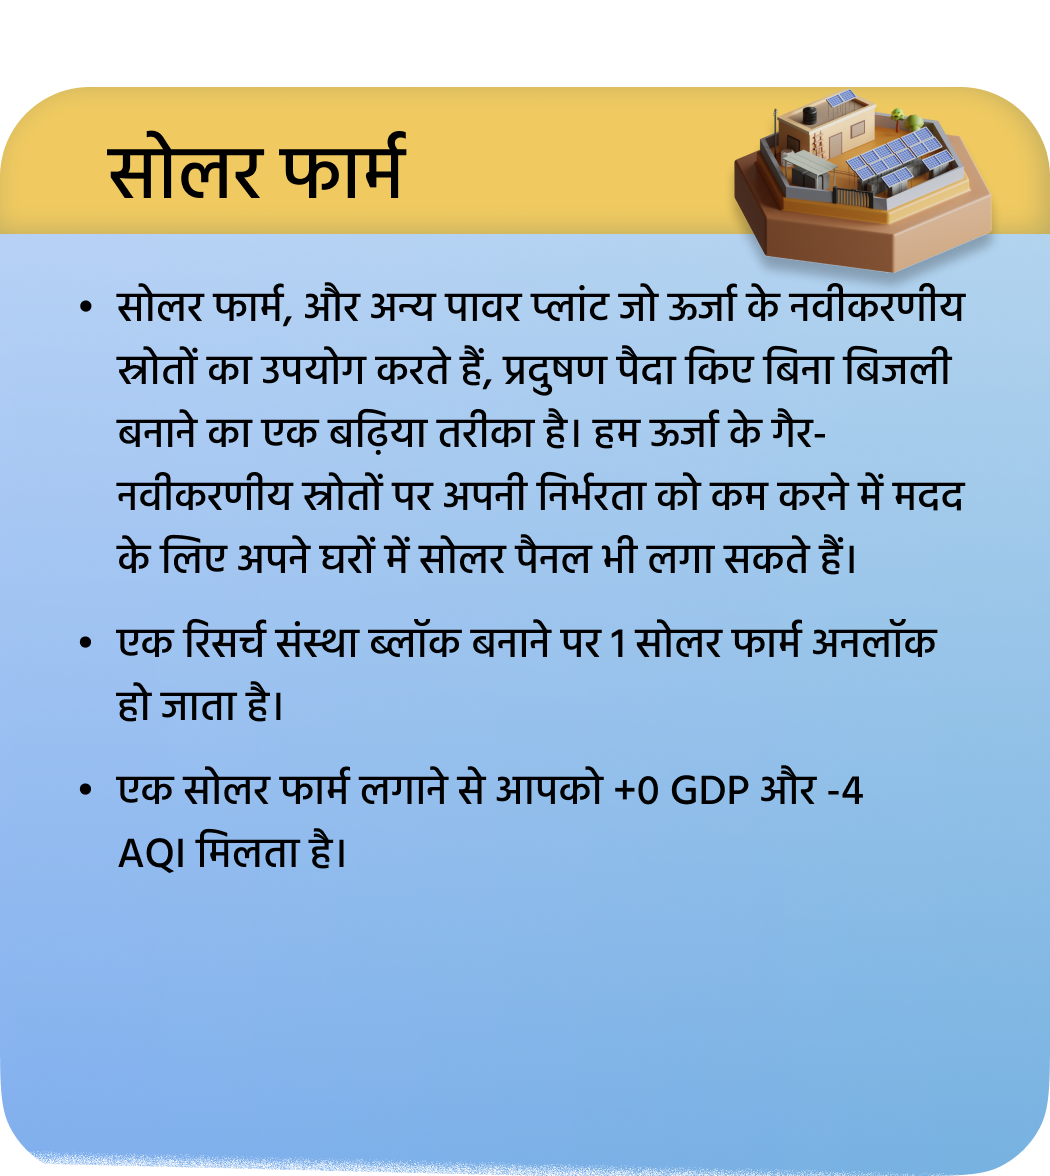 सोलर फार्म
• सोलर फार्म, और अन्य पावर प्लांट जो ऊर्जा के नवीकरणीय
स्रोतों का उपयोग करते हैं, प्रदुषण पैदा किए बिना बिजली
बनाने का एक बढ़िया तरीका है। हम ऊर्जा के गैर-
नवीकरणीय स्रोतों पर अपनी निर्भरता को कम करने में मदद
के लिए अपने घरों में सोलर पैनल भी लगा सकते हैं।
• एक रिसर्च संस्था ब्लॉक बनाने पर 1 सोलर फार्म अनलॉक
हो जाता है।
• एक सोलर फार्म लगाने से आपको +0 GDP और -4
AQI मिलता है।